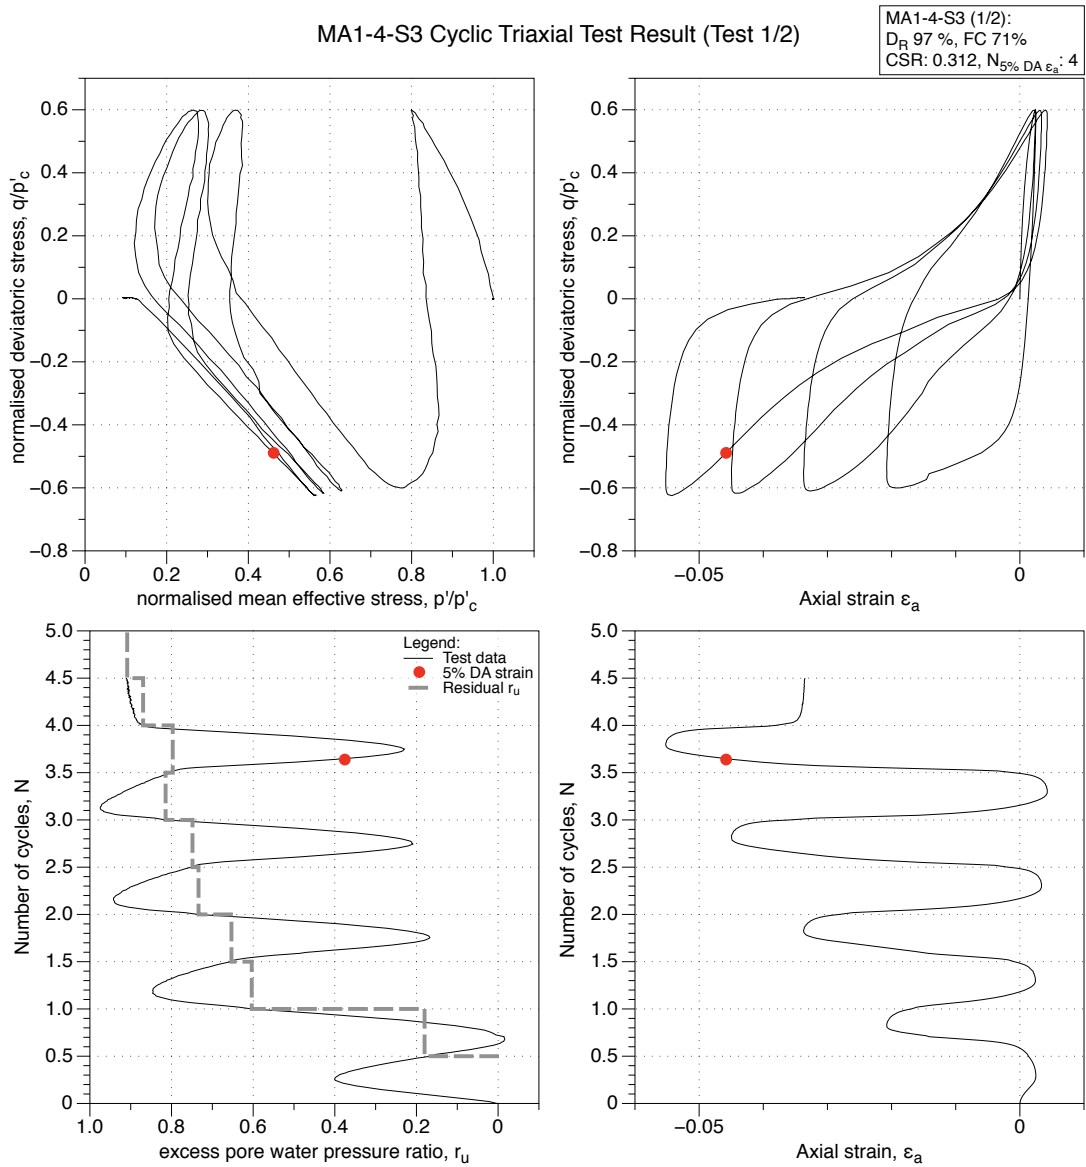 MA1-4-S3 Cyclic Triaxial Test Result (Test 1/2)
MA1-4-S3 (1/2):
D_R 97 %, FC 71%
CSR: 0.312, N_5% DA ε_a: 4
normalised deviatoric stress, q/p'_c
0.6
0.4
0.2
0
−0.2
−0.4
−0.6
−0.8
0 0.2 0.4 0.6 0.8 1.0
normalised mean effective stress, p'/p'_c
normalised deviatoric stress, q/p'_c
0.6
0.4
0.2
0
−0.2
−0.4
−0.6
−0.8
−0.05 0
Axial strain ε_a
Number of cycles, N
5.0
4.5
4.0
3.5
3.0
2.5
2.0
1.5
1.0
0.5
0
Legend:
Test data
5% DA strain
Residual r_u
1.0 0.8 0.6 0.4 0.2 0
excess pore water pressure ratio, r_u
Number of cycles, N
5.0
4.5
4.0
3.5
3.0
2.5
2.0
1.5
1.0
0.5
0
−0.05 0
Axial strain, ε_a